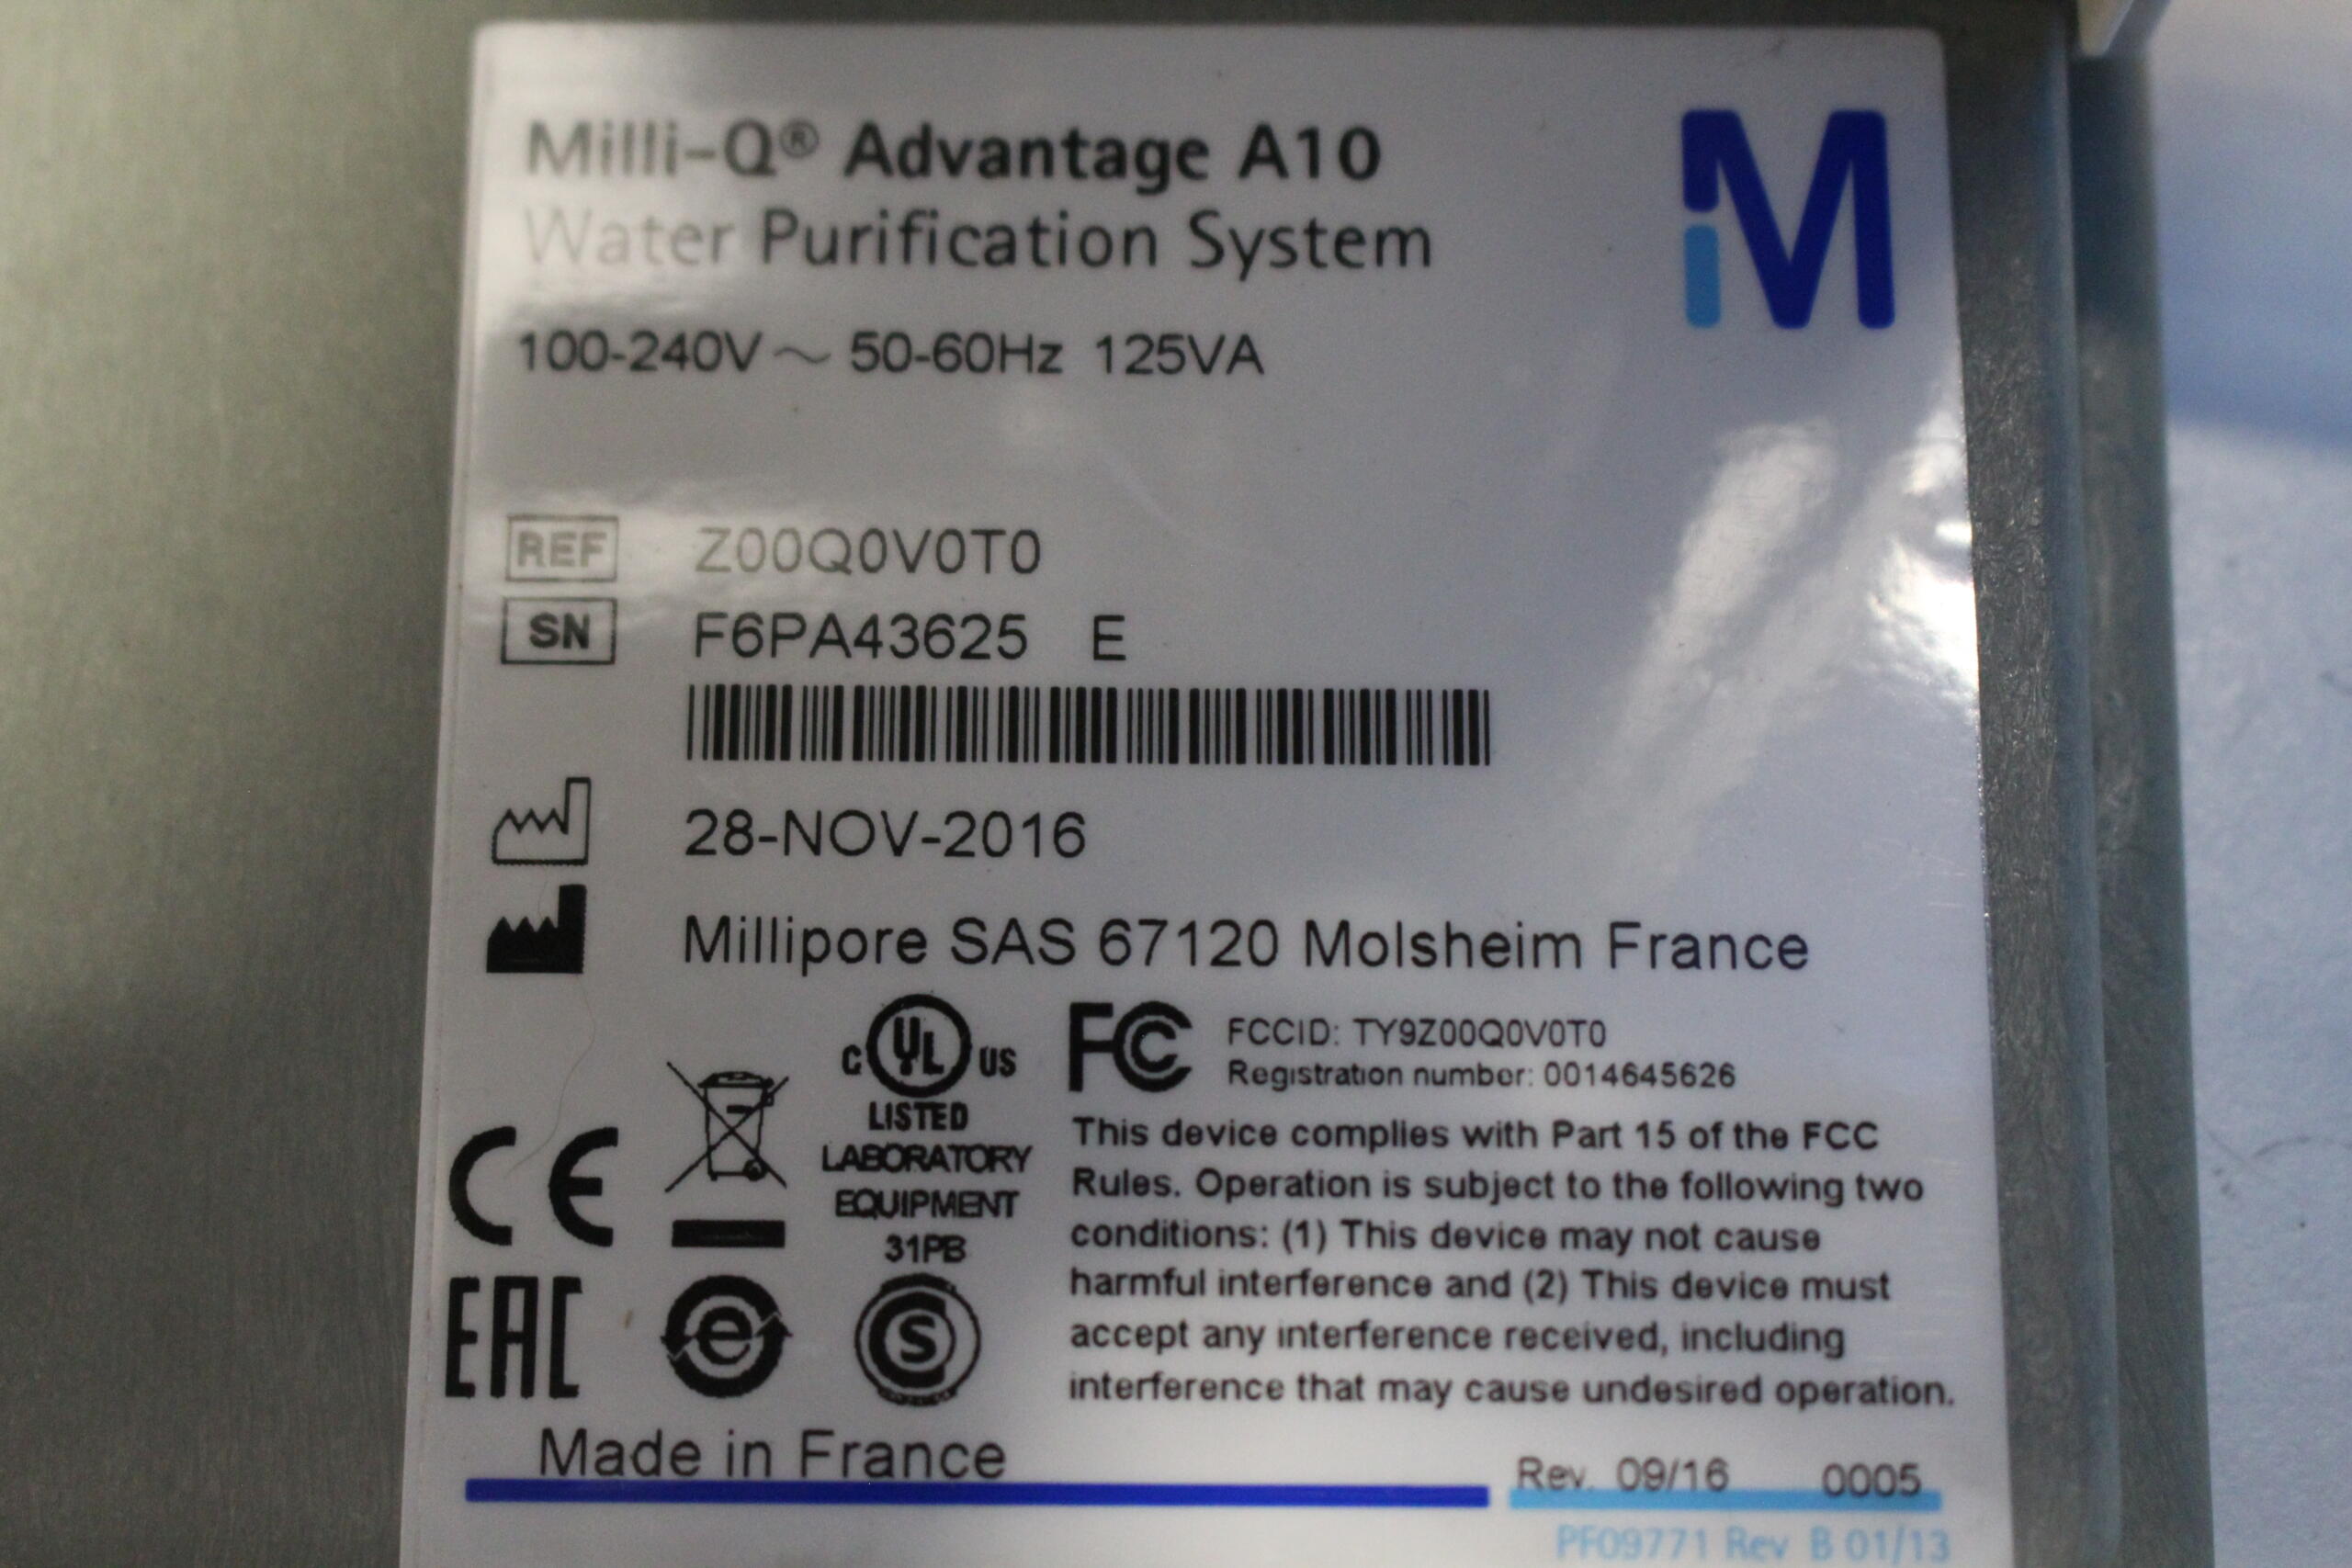 Milli-Q® Advantage A10
Water Purification System
M
100-240V ~ 50-60Hz 125VA
REF Z00Q0V0T0
SN F6PA43625 E
28-NOV-2016
Millipore SAS 67120 Molsheim France
C UL US
LISTED
LABORATORY
EQUIPMENT
31PB
FC FCCID: TY9Z00Q0V0T0
Registration number: 0014645626
This device complies with Part 15 of the FCC
Rules. Operation is subject to the following two
conditions: (1) This device may not cause
harmful interference and (2) This device must
accept any interference received, including
interference that may cause undesired operation.
CE
EAC
e
CS
Made in France
Rev. 09/16 0005
PF09771 Rev B 01/13